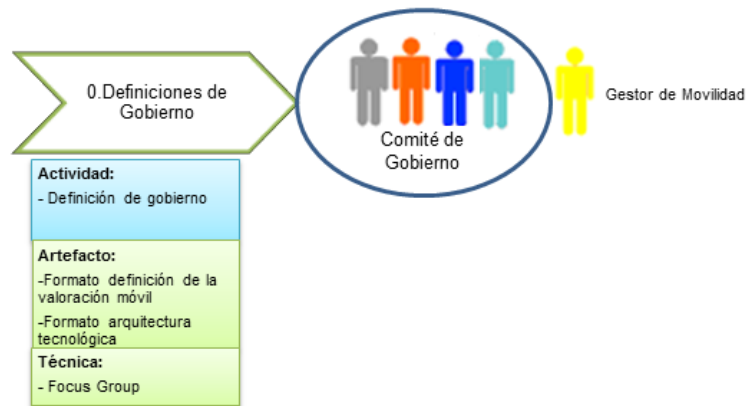 0.Definiciones de
Gobierno
Comité de
Gobierno
Gestor de Movilidad
Actividad:
- Definición de gobierno
Artefacto:
-Formato definición de la
valoración móvil
-Formato arquitectura
tecnológica
Técnica:
- Focus Group